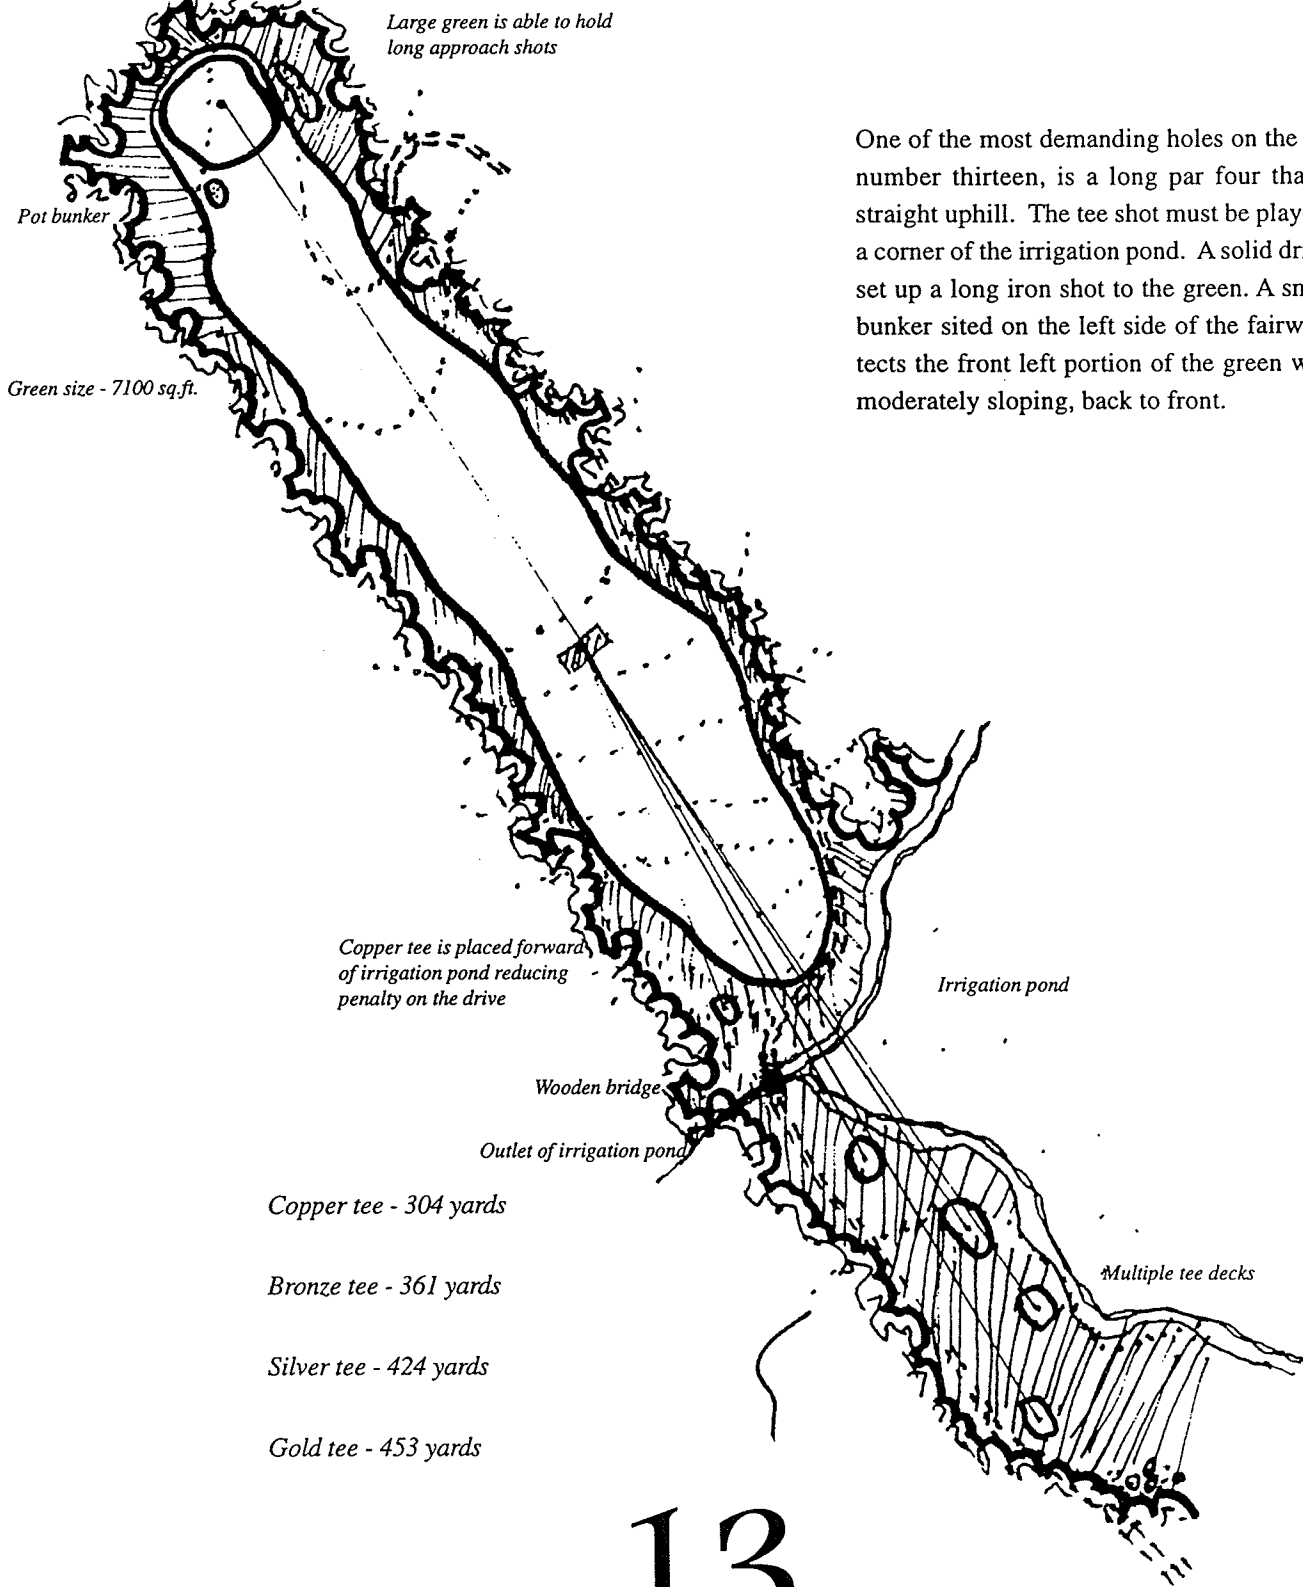 Large green is able to hold
long approach shots
One of the most demanding holes on the
number thirteen, is a long par four tha
straight uphill. The tee shot must be play
a corner of the irrigation pond. A solid dr
set up a long iron shot to the green. A sn
bunker sited on the left side of the fairw
tects the front left portion of the green w
moderately sloping, back to front.
Pot bunker
Green size - 7100 sq.ft.
Copper tee is placed forward
of irrigation pond reducing
penalty on the drive
Irrigation pond
Wooden bridge
Outlet of irrigation pond
Multiple tee decks
Copper tee - 304 yards
Bronze tee - 361 yards
Silver tee - 424 yards
Gold tee - 453 yards
13